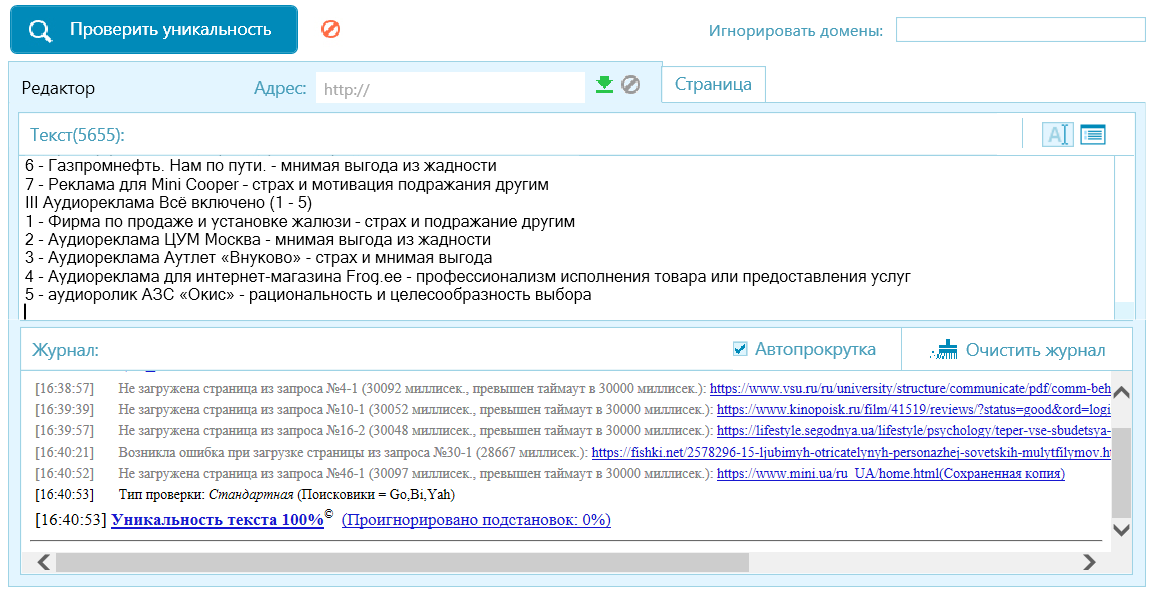 Проверить уникальность
Игнорировать домены:
Редактор
Адрес:
http://
Страница
Текст(5655):
6 - Газпромнефть. Нам по пути. - мнимая выгода из жадности
7 - Реклама для Mini Cooper - страх и мотивация подражания другим
III Аудиореклама Всё включено (1 - 5)
1 - Фирма по продаже и установке жалюзи - страх и подражание другим
2 - Аудиореклама ЦУМ Москва - мнимая выгода из жадности
3 - Аудиореклама Аутлет «Внуково» - страх и мнимая выгода
4 - Аудиореклама для интернет-магазина Frog.ee - профессионализм исполнения товара или предоставления услуг
5 - аудиоролик АЗС «Окис» - рациональность и целесообразность выбора
Журнал:
Автопрокрутка
Очистить журнал
[16:38:57] Не загружена страница из запроса №4-1 (30092 миллисек., превышен таймаут в 30000 миллисек.): https://www.vsu.ru/ru/university/structure/communicate/pdf/comm-beh
[16:39:39] Не загружена страница из запроса №10-1 (30052 миллисек., превышен таймаут в 30000 миллисек.): https://www.kinopoisk.ru/film/41519/reviews/?status=good&ord=logi
[16:39:57] Не загружена страница из запроса №16-2 (30048 миллисек., превышен таймаут в 30000 миллисек.): https://lifestyle.segodnya.ua/lifestyle/psychology/teper-vse-sbudetsya-
[16:40:21] Возникла ошибка при загрузке страницы из запроса №30-1 (28667 миллисек.): https://fishki.net/2578296-15-ljubimyh-otricatelynyh-personazhej-sovetskih-mulytfilymov.h
[16:40:52] Не загружена страница из запроса №46-1 (30097 миллисек., превышен таймаут в 30000 миллисек.): https://www.mini.ua/ru_UA/home.html(Сохраненная копия)
[16:40:53] Тип проверки: Стандартная (Поисковики = Go,Bi,Yah)
[16:40:53] Уникальность текста 100%© (Проигнорировано подстановок: 0%)